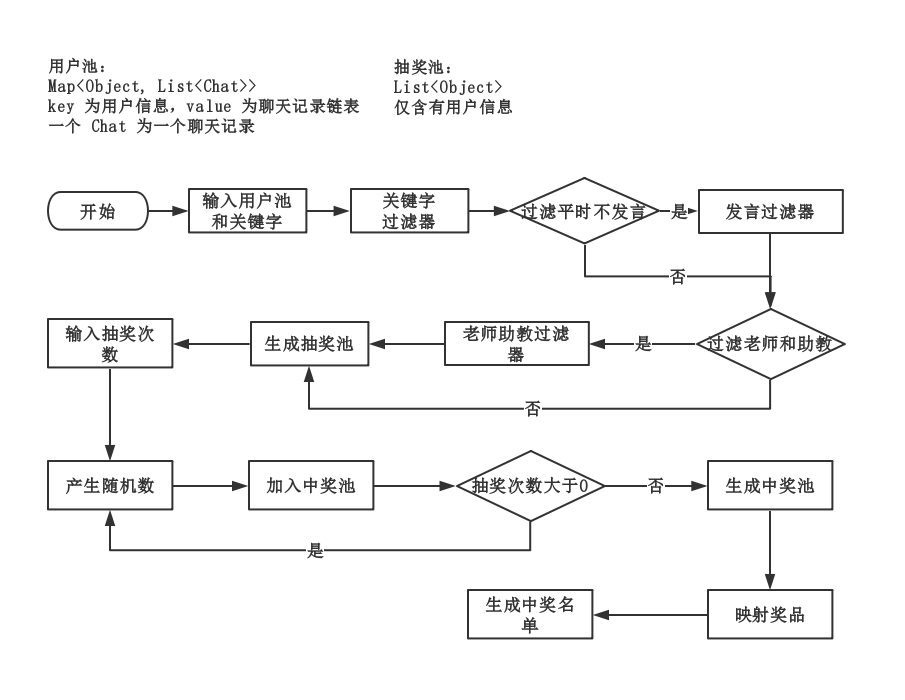 用户池：
Map<Object, List<Chat>>
key 为用户信息，value 为聊天记录链表
一个 Chat 为一个聊天记录
抽奖池：
List<Object>
仅含有用户信息
开始
输入用户池
和关键字
关键字
过滤器
过滤平时不发言
是
发言过滤器
否
输入抽奖次
数
生成抽奖池
老师助教过滤
器
是
过滤老师和助教
否
产生随机数
加入中奖池
抽奖次数大于0
否
生成中奖池
是
生成中奖名
单
映射奖品